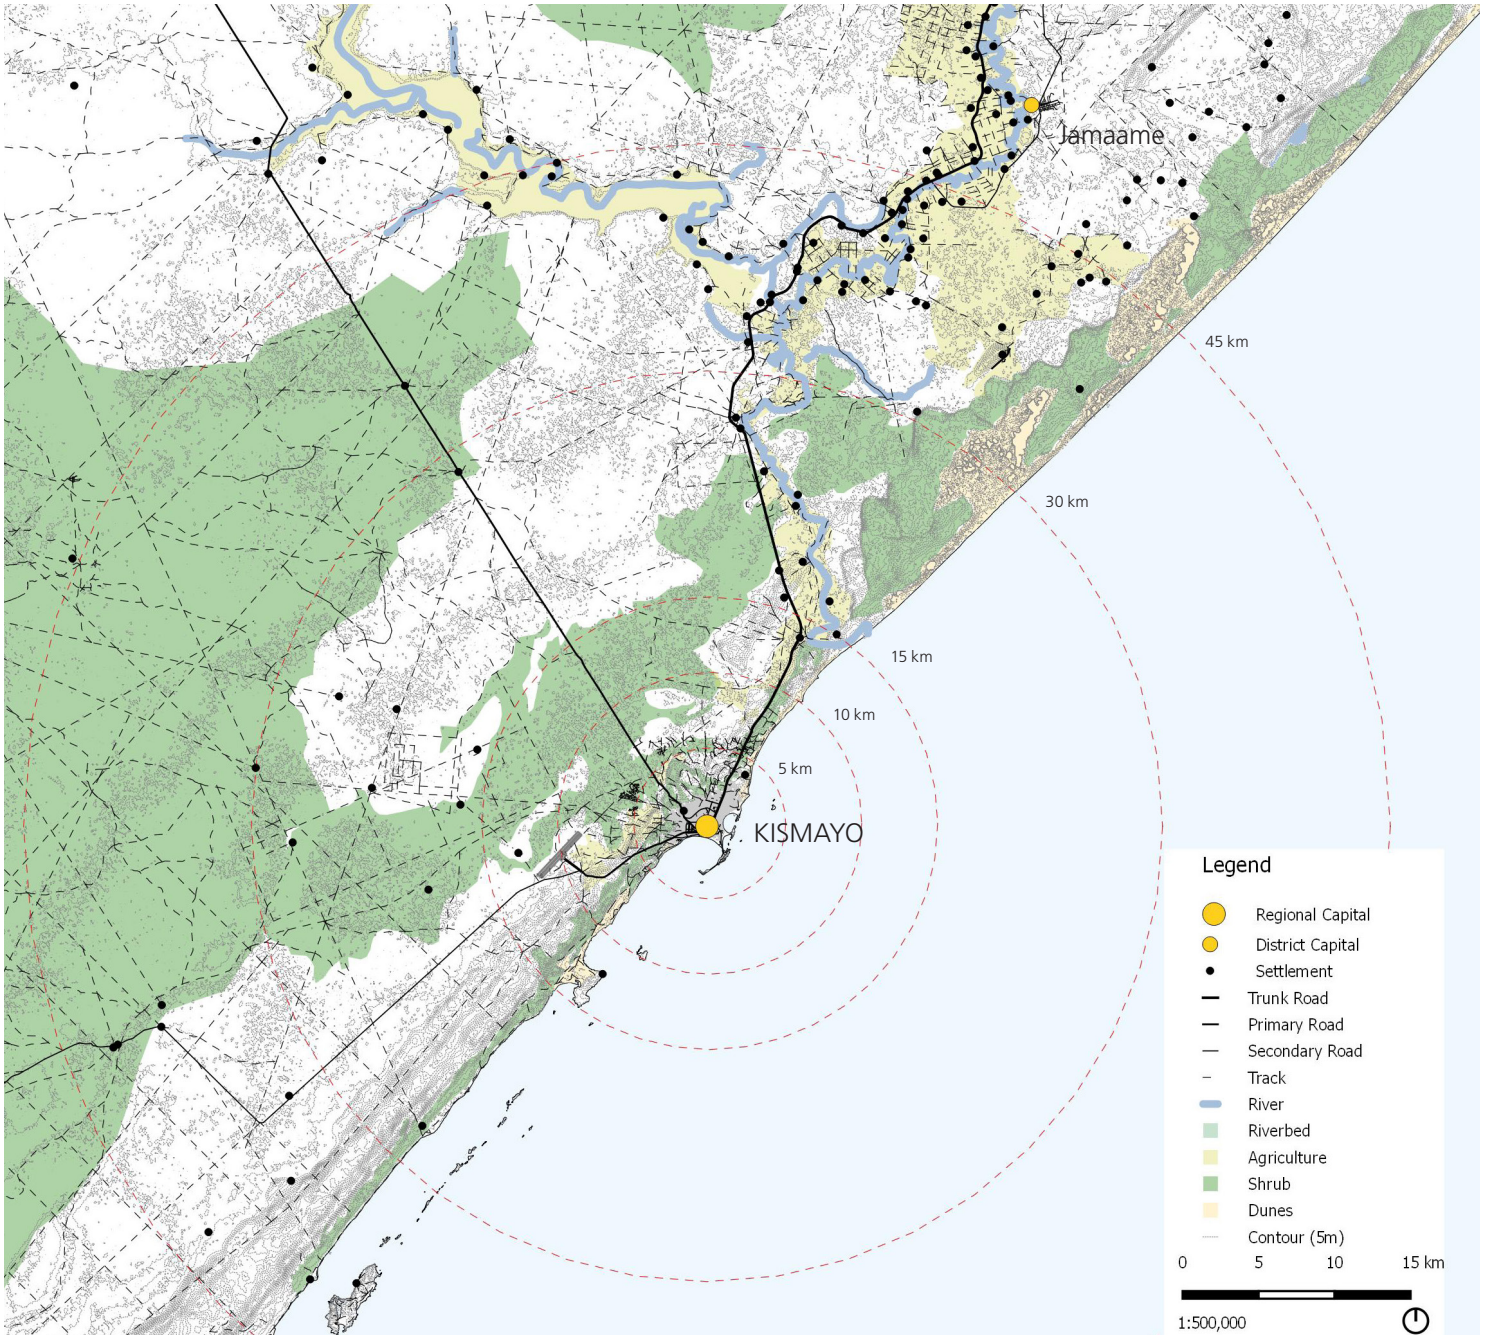 Jamaame
45 km
30 km
15 km
10 km
5 km
KISMAYO
Legend
Regional Capital
District Capital
Settlement
Trunk Road
Primary Road
Secondary Road
Track
River
Riverbed
Agriculture
Shrub
Dunes
Contour (5m)
0 5 10 15 km
1:500,000